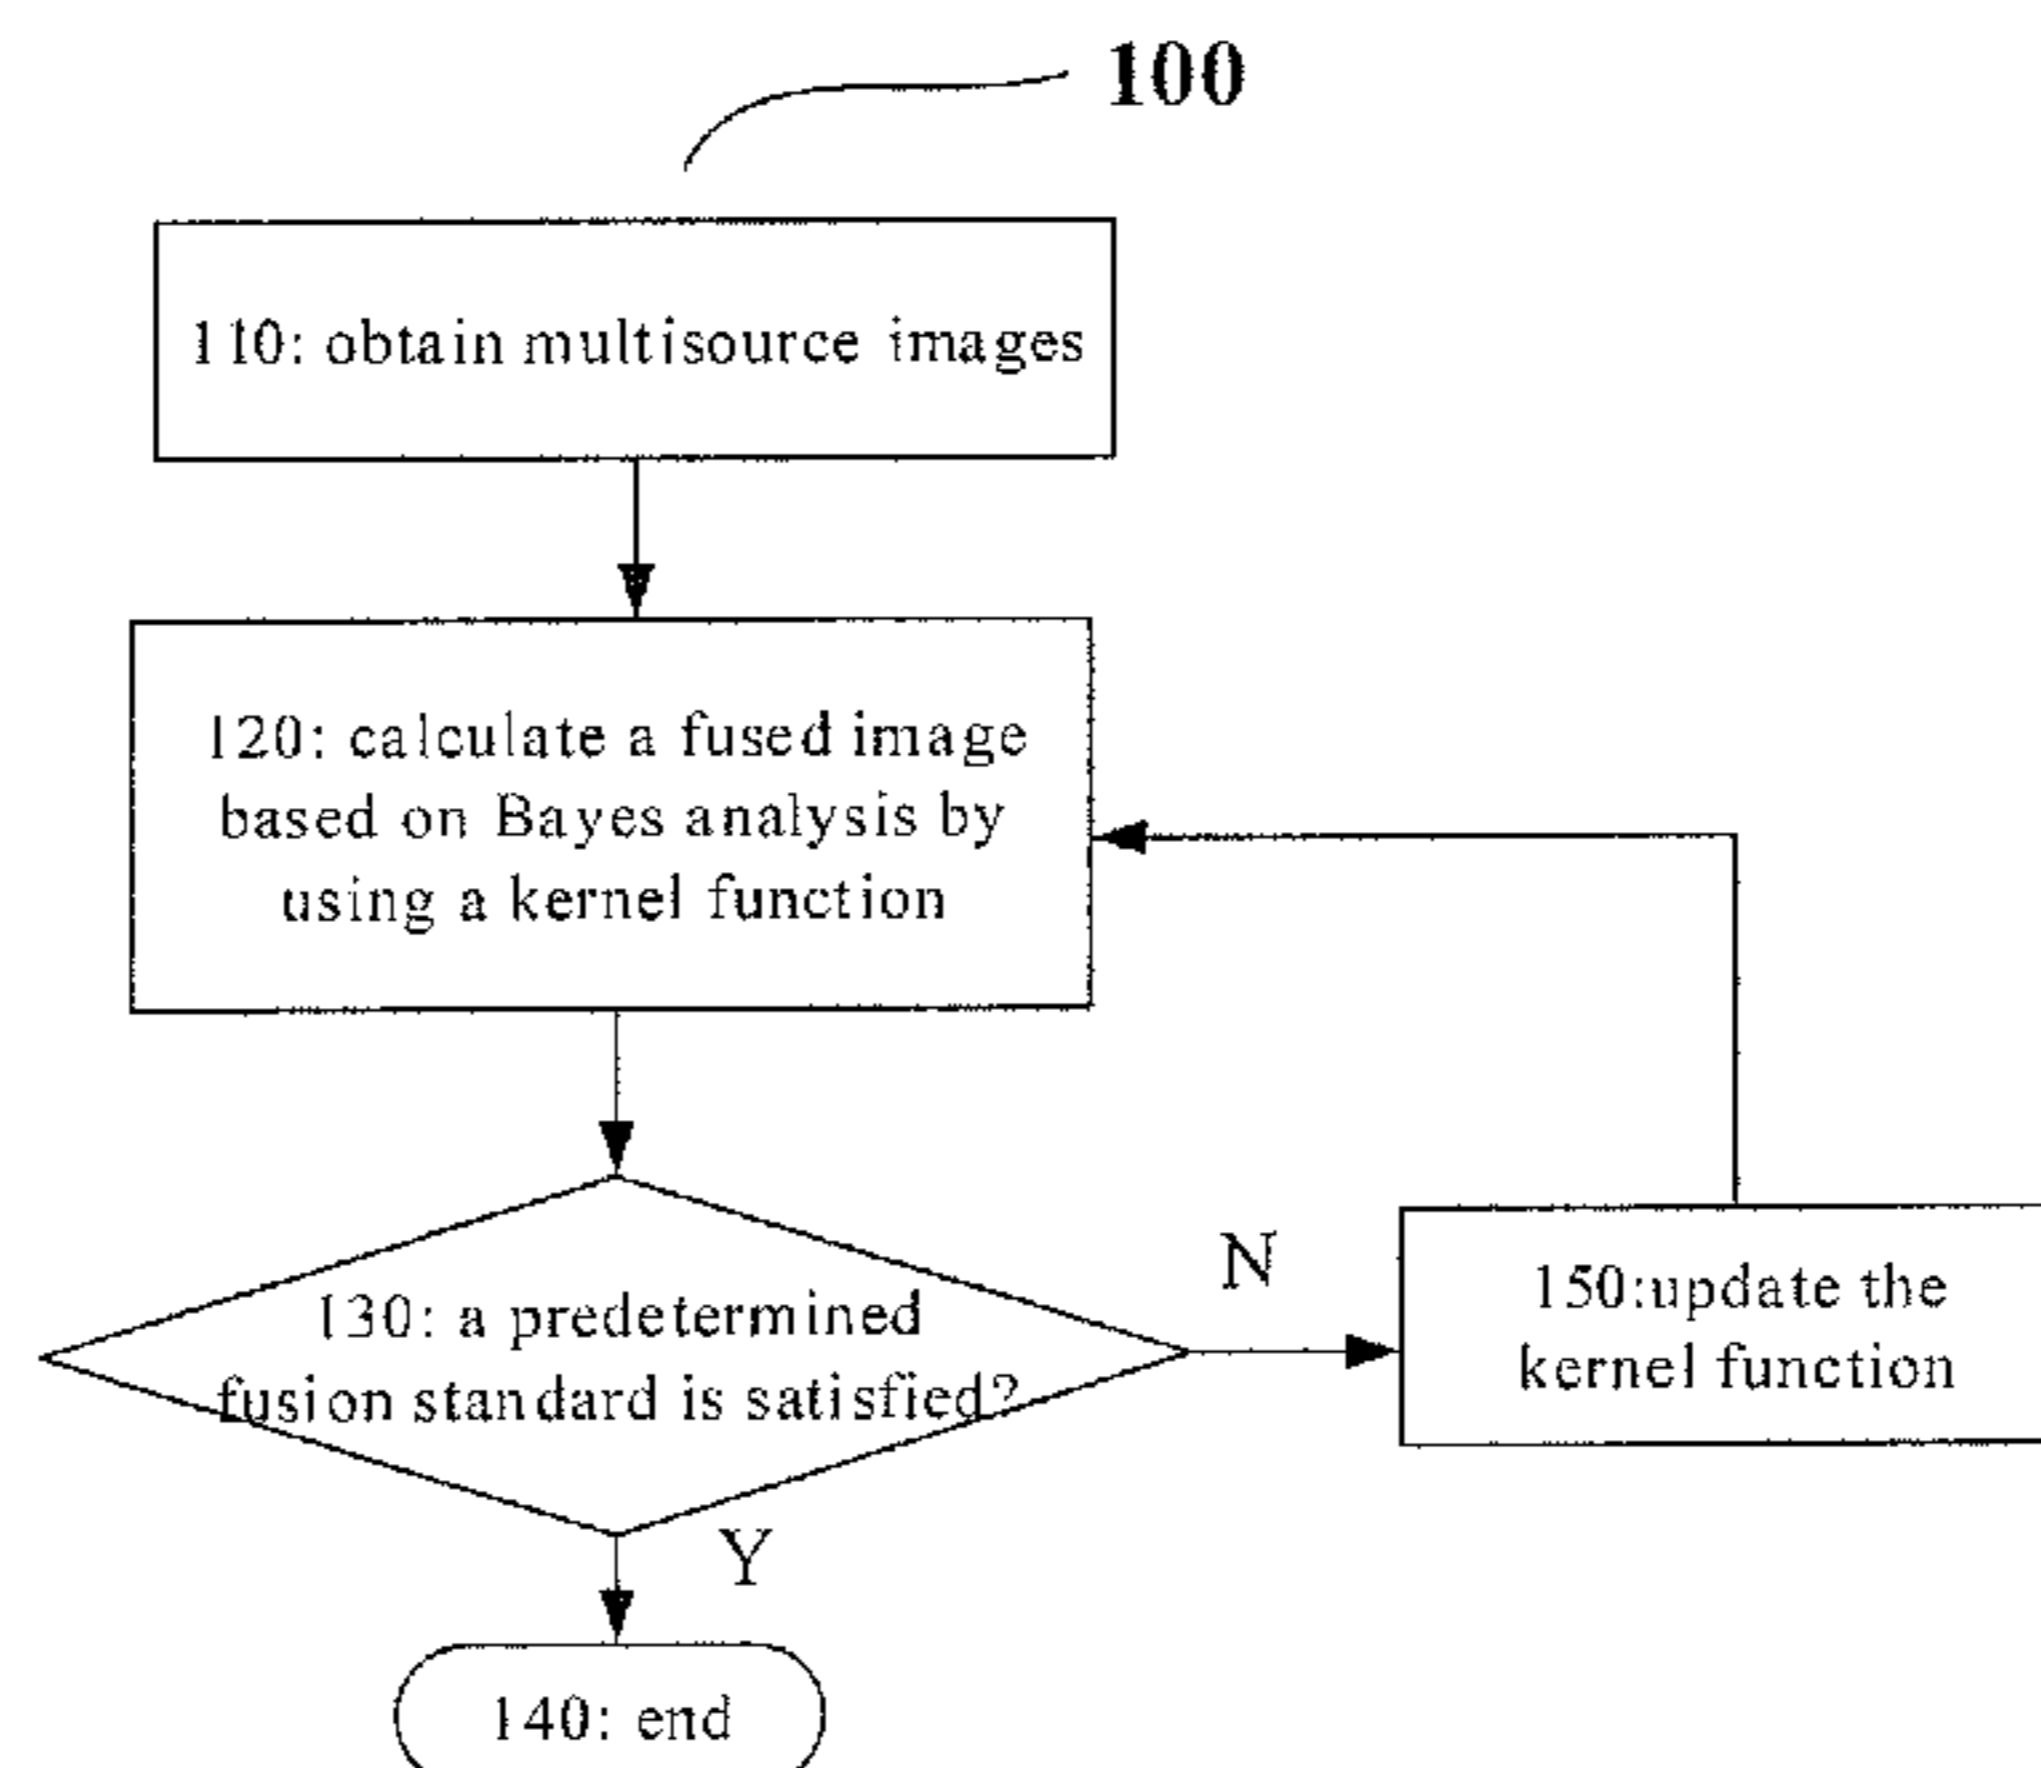 100
110: obtain multisource images
120: calculate a fused image
based on Bayes analysis by
using a kernel function
130: a predetermined
fusion standard is satisfied?
N
150:update the
kernel function
Y
140: end